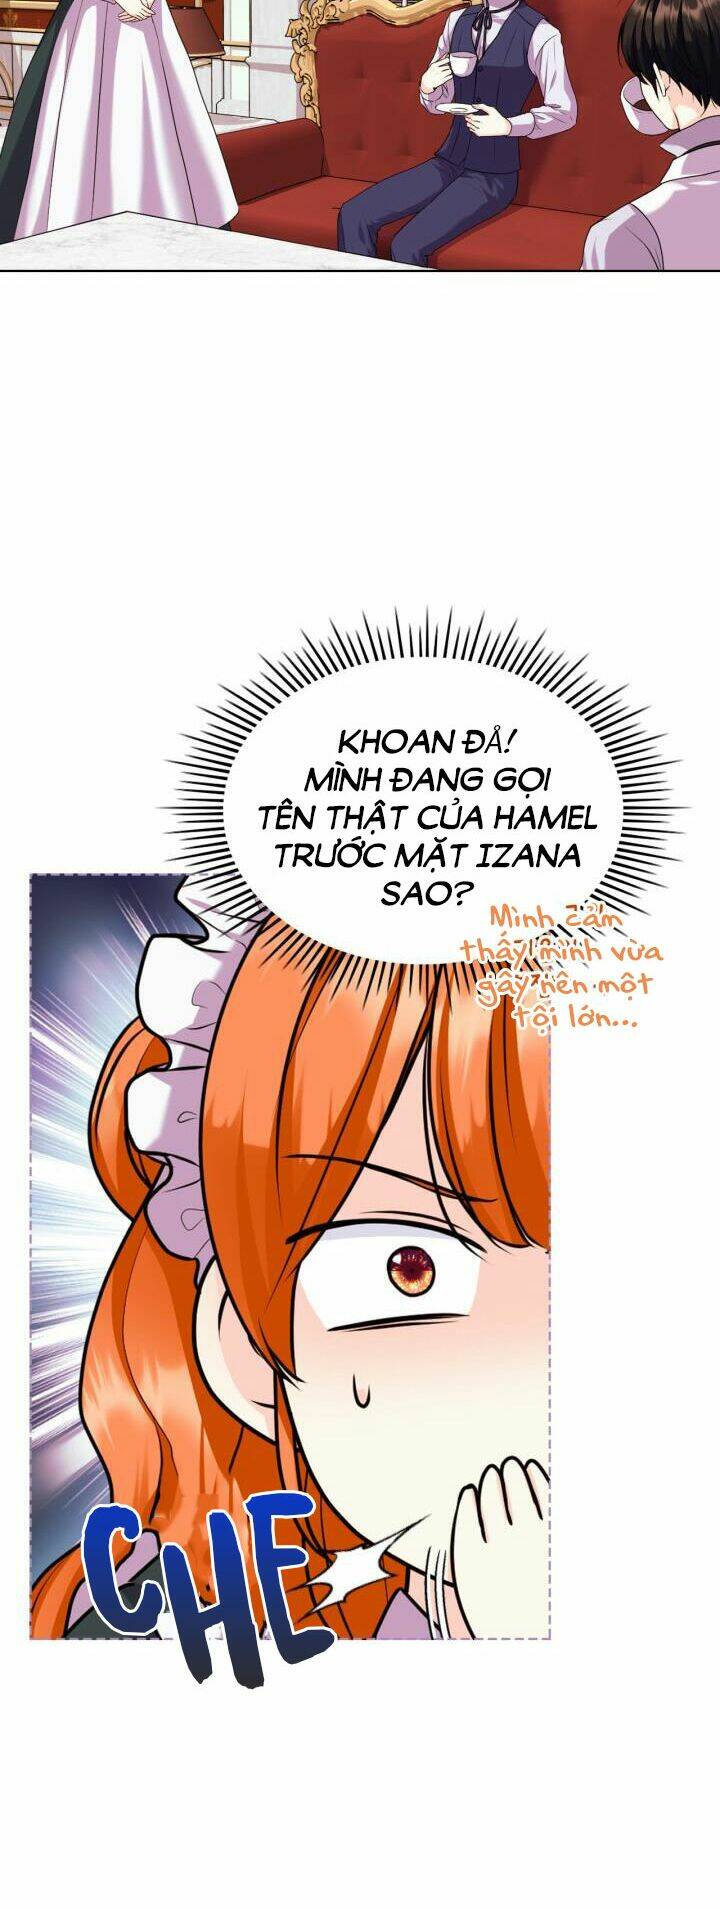 KHOAN ĐẢ!
MÌNH ĐANG GỌI
TÊN THẬT CỦA HAMEL
TRƯỚC MẶT IZANA
SAO?
Mình cảm
thấy mình vừa
gây nên một
tội lớn...
CHE